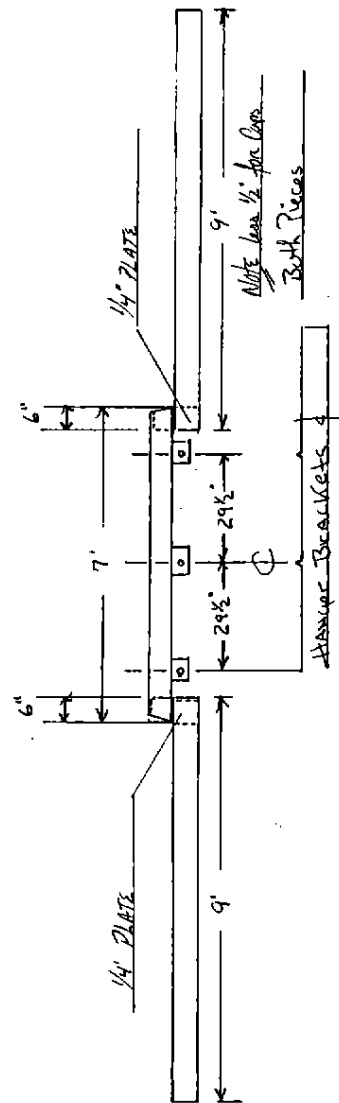 6"
7'
6"
1/4' PLATE
1/4" PLATE
29½"
29½"
9'
9'
Note less ½" for Caps
Both Pieces
Hanger Brackets